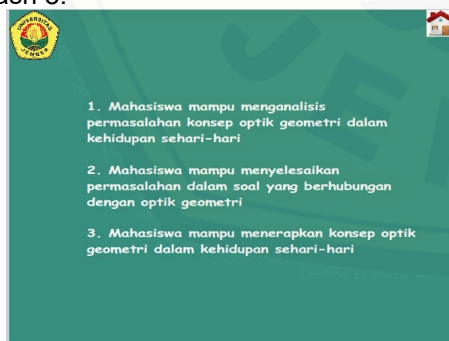 1. Mahasiswa mampu menganalisis
permasalahan konsep optik geometri dalam
kehidupan sehari-hari
2. Mahasiswa mampu menyelesaikan
permasalahan dalam soal yang berhubungan
dengan optik geometri
3. Mahasiswa mampu menerapkan konsep optik
geometri dalam kehidupan sehari-hari